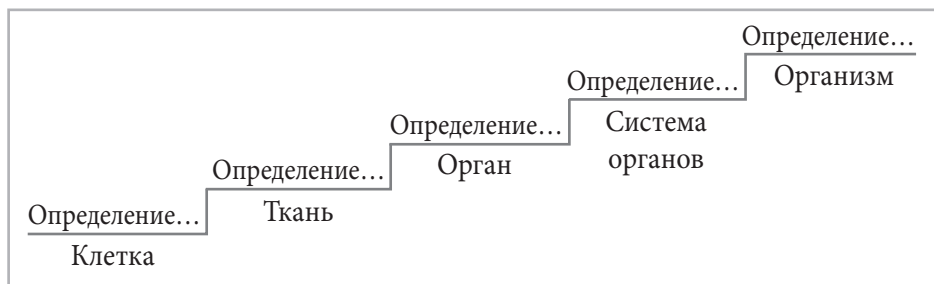 Определение…
Организм
Определение…
Система
органов
Определение…
Орган
Определение…
Ткань
Определение…
Клетка